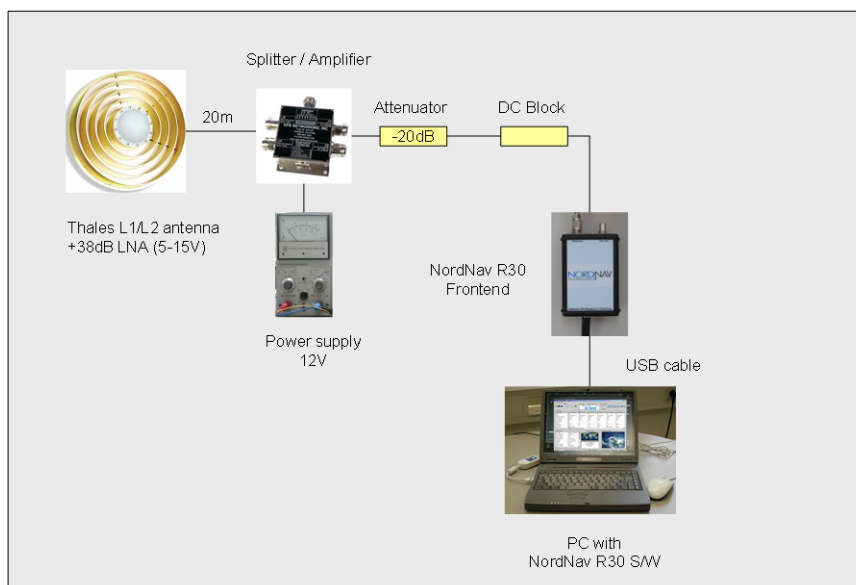 Splitter / Amplifier
20m
Attenuator
DC Block
-20dB
Thales L1/L2 antenna
+38dB LNA (5-15V)
NordNav R30
Frontend
NORDNAV
Power supply
12V
USB cable
PC with
NordNav R30 S/W